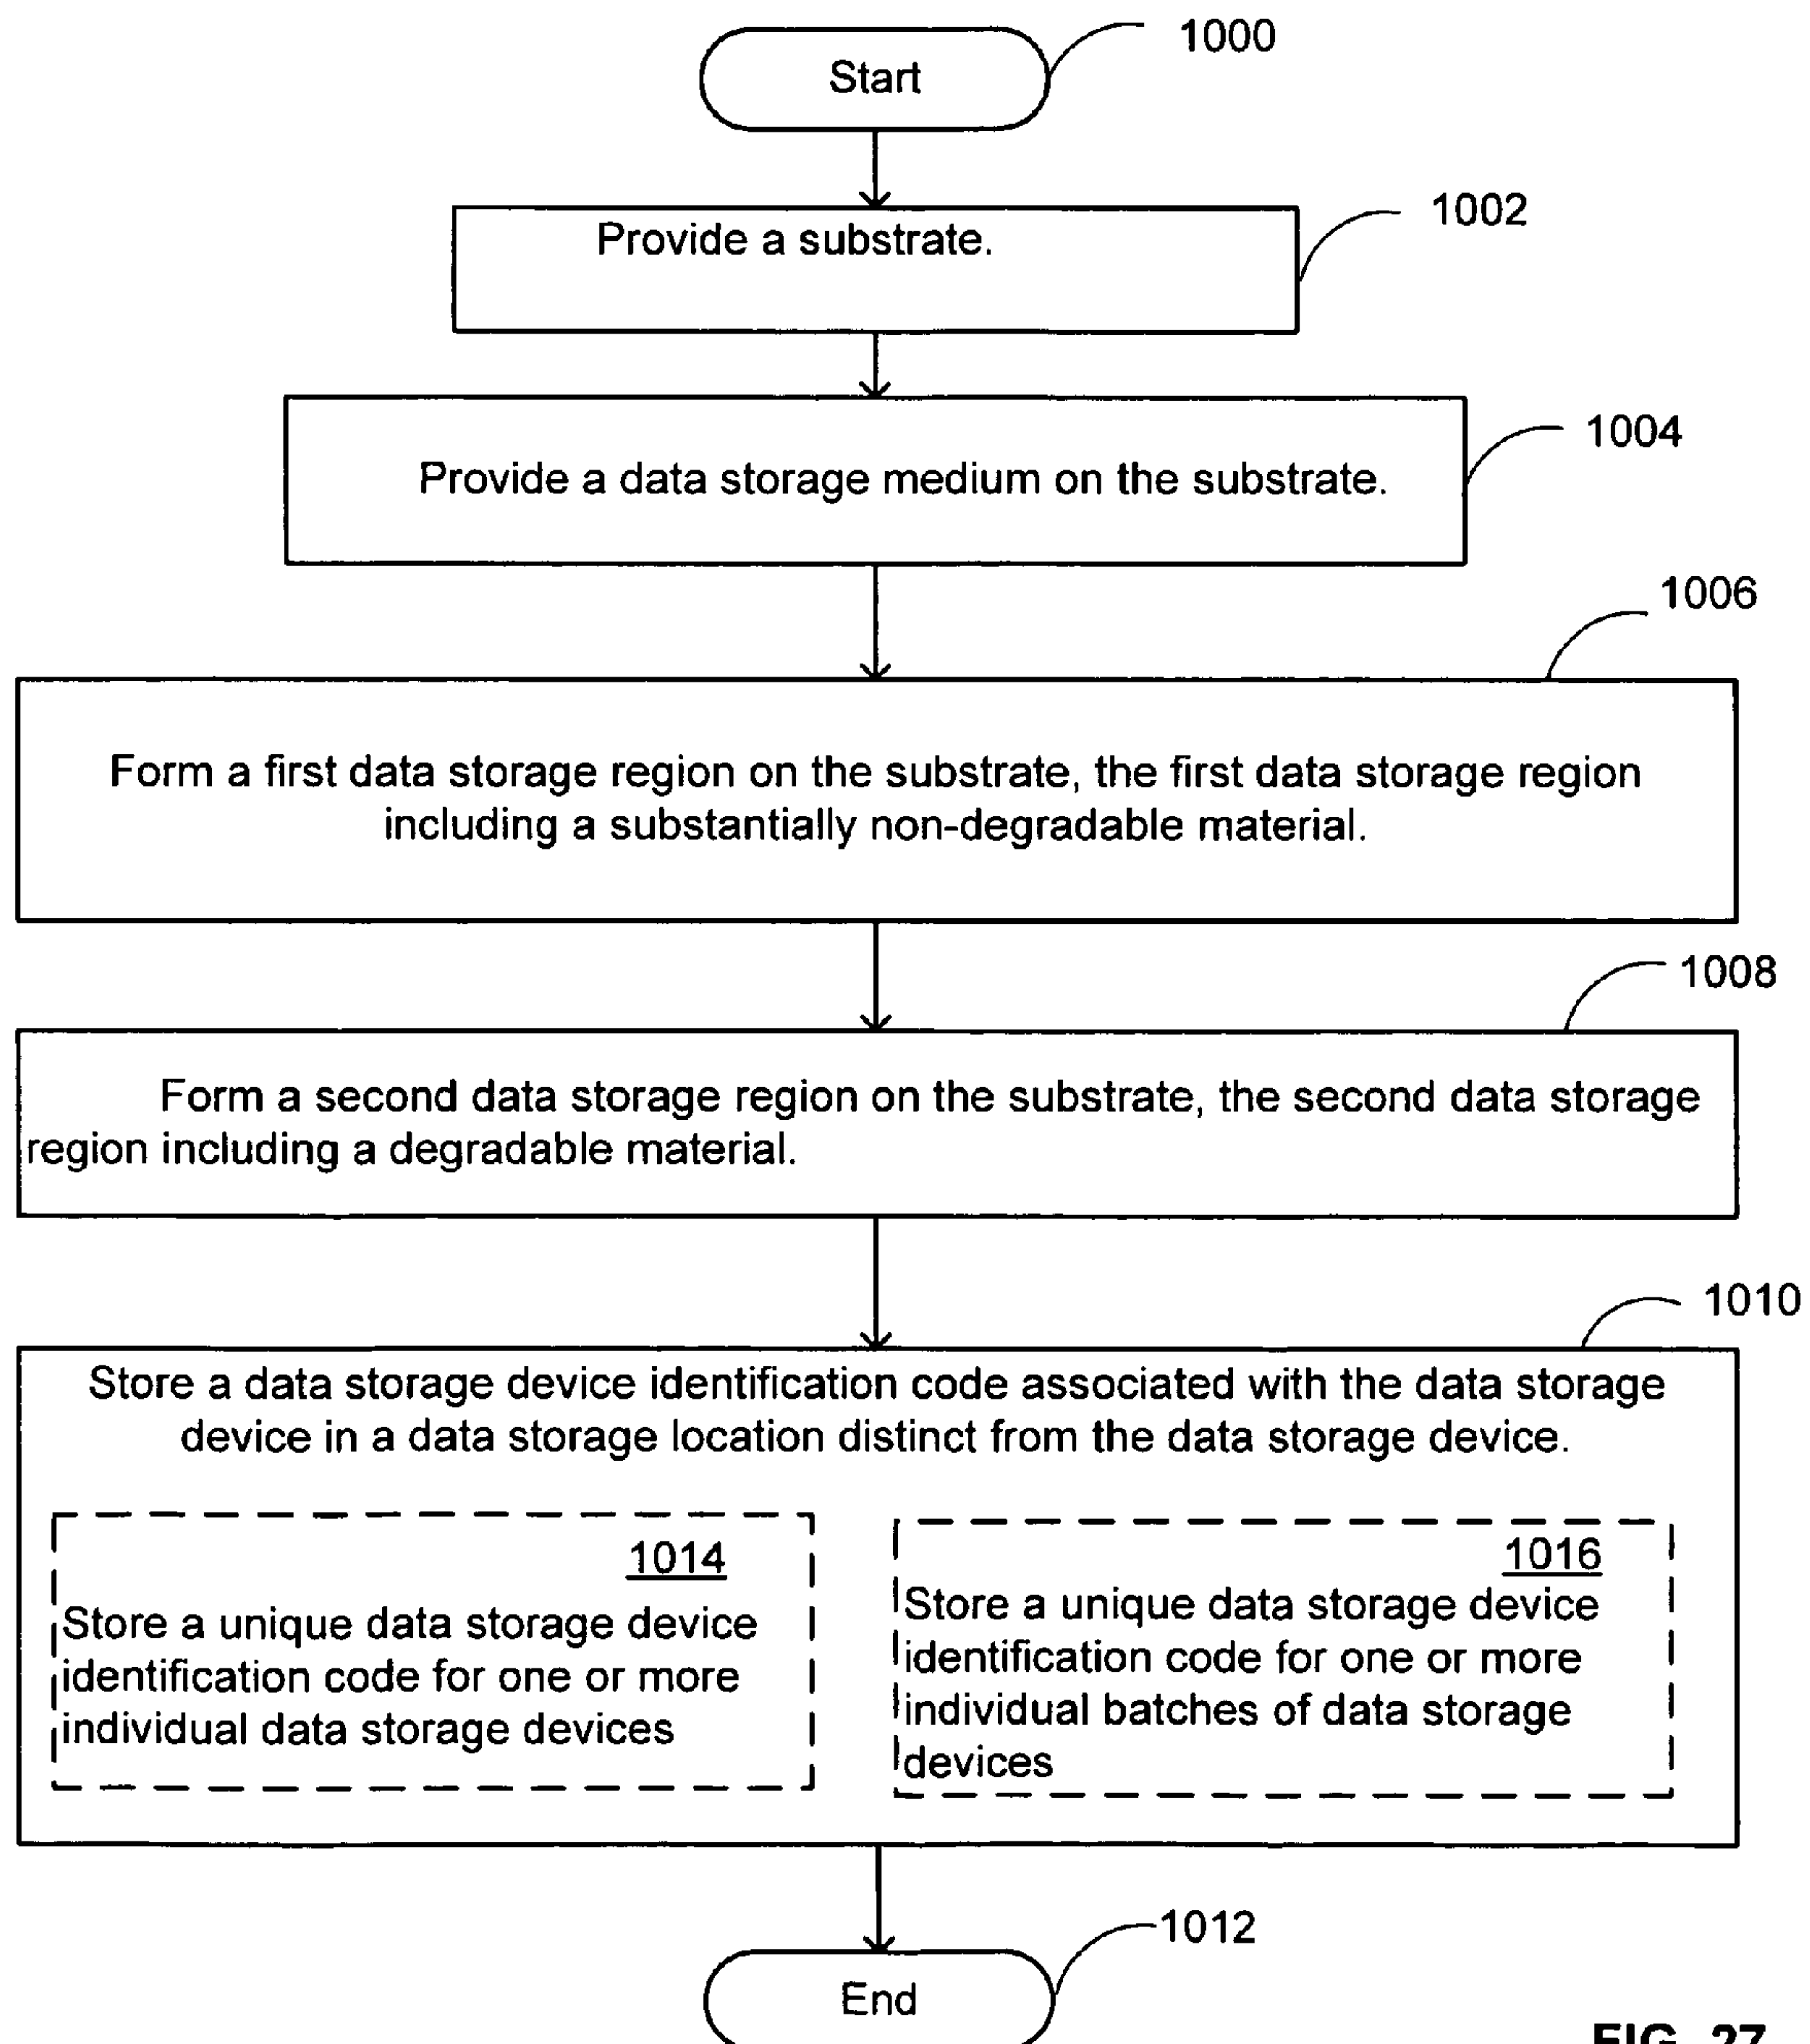 1000
Start
1002
Provide a substrate.
1004
Provide a data storage medium on the substrate.
1006
Form a first data storage region on the substrate, the first data storage region
including a substantially non-degradable material.
1008
Form a second data storage region on the substrate, the second data storage
region including a degradable material.
1010
Store a data storage device identification code associated with the data storage
device in a data storage location distinct from the data storage device.
1014
Store a unique data storage device
identification code for one or more
individual data storage devices
1016
Store a unique data storage device
identification code for one or more
individual batches of data storage
devices
1012
End
FIG. 27